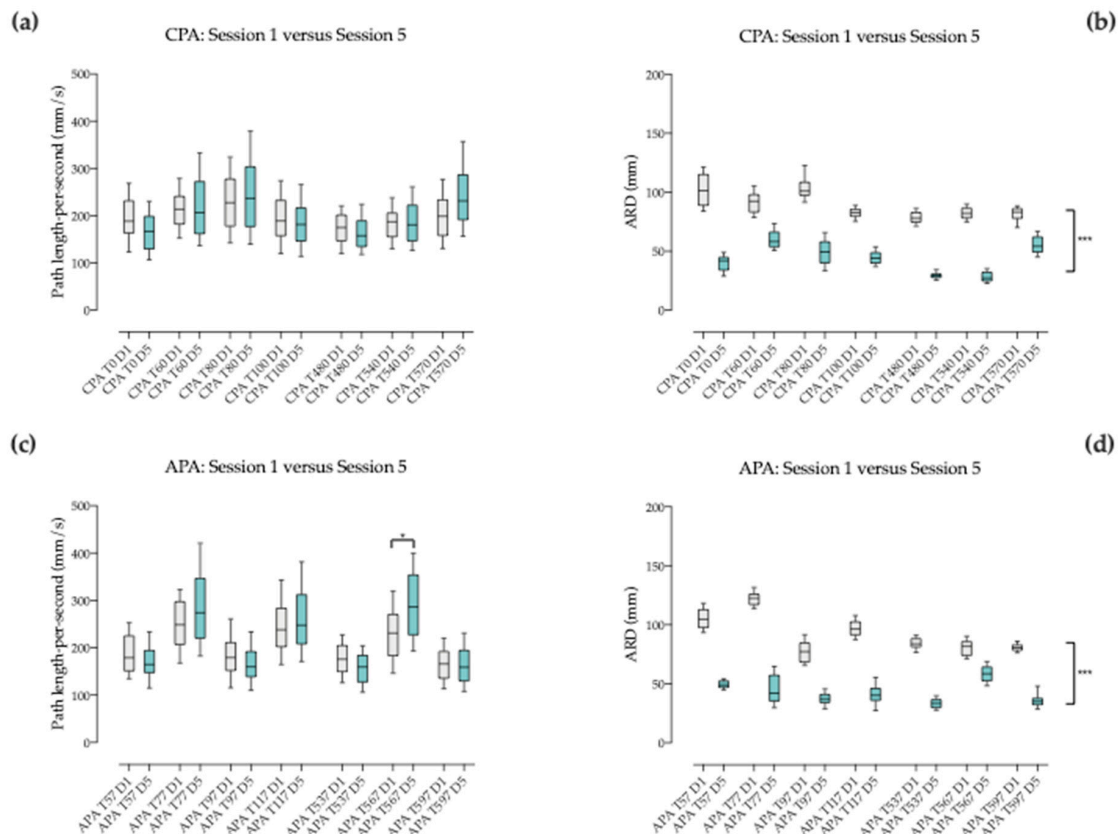 (a)
CPA: Session 1 versus Session 5
Path length-per-second (mm/s)
500
400
300
200
100
0
CPA T0 D1
CPA T0 D5
CPA T60 D1
CPA T60 D5
CPA T80 D1
CPA T80 D5
CPA T100 D1
CPA T100 D5
CPA T480 D1
CPA T480 D5
CPA T540 D1
CPA T540 D5
CPA T570 D1
CPA T570 D5
(b)
CPA: Session 1 versus Session 5
ARD (mm)
200
150
100
50
0
***
CPA T0 D1
CPA T0 D5
CPA T60 D1
CPA T60 D5
CPA T80 D1
CPA T80 D5
CPA T100 D1
CPA T100 D5
CPA T480 D1
CPA T480 D5
CPA T540 D1
CPA T540 D5
CPA T570 D1
CPA T570 D5
(c)
APA: Session 1 versus Session 5
Path length-per-second (mm/s)
500
400
300
200
100
0
*
APA T57 D1
APA T57 D5
APA T77 D1
APA T77 D5
APA T97 D1
APA T97 D5
APA T117 D1
APA T117 D5
APA T537 D1
APA T537 D5
APA T567 D1
APA T567 D5
APA T597 D1
APA T597 D5
(d)
APA: Session 1 versus Session 5
ARD (mm)
200
150
100
50
0
***
APA T57 D1
APA T57 D5
APA T77 D1
APA T77 D5
APA T97 D1
APA T97 D5
APA T117 D1
APA T117 D5
APA T537 D1
APA T537 D5
APA T567 D1
APA T567 D5
APA T597 D1
APA T597 D5